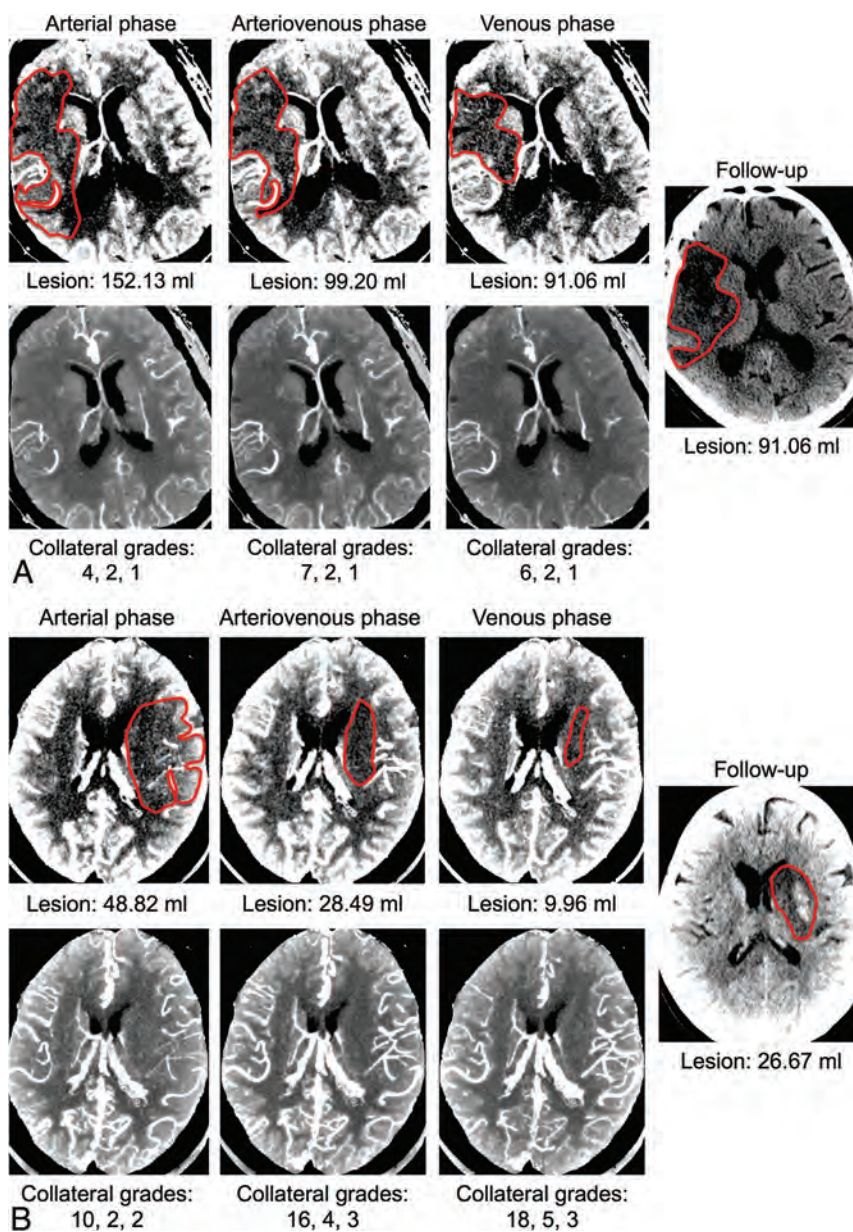 Arterial phase
Arteriovenous phase
Venous phase
Lesion: 152.13 ml
Lesion: 99.20 ml
Lesion: 91.06 ml
Follow-up
Lesion: 91.06 ml
Collateral grades:
4, 2, 1
Collateral grades:
7, 2, 1
Collateral grades:
6, 2, 1
A
Arterial phase
Arteriovenous phase
Venous phase
Lesion: 48.82 ml
Lesion: 28.49 ml
Lesion: 9.96 ml
Follow-up
Lesion: 26.67 ml
Collateral grades:
10, 2, 2
Collateral grades:
16, 4, 3
Collateral grades:
18, 5, 3
B